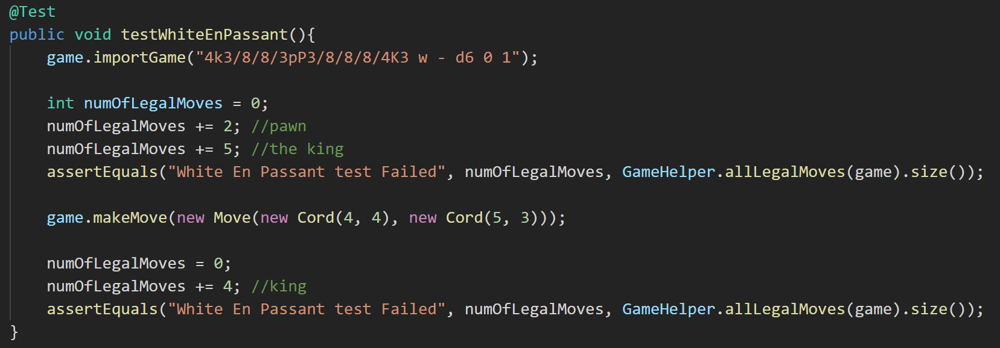 @Test
public void testWhiteEnPassant(){
game.importGame("4k3/8/8/3pP3/8/8/8/4K3 w - d6 0 1");
int numOfLegalMoves = 0;
numOfLegalMoves += 2; //pawn
numOfLegalMoves += 5; //the king
assertEquals("White En Passant test Failed", numOfLegalMoves, GameHelper.allLegalMoves(game).size());
game.makeMove(new Move(new Cord(4, 4), new Cord(5, 3)));
numOfLegalMoves = 0;
numOfLegalMoves += 4; //king
assertEquals("White En Passant test Failed", numOfLegalMoves, GameHelper.allLegalMoves(game).size());
}